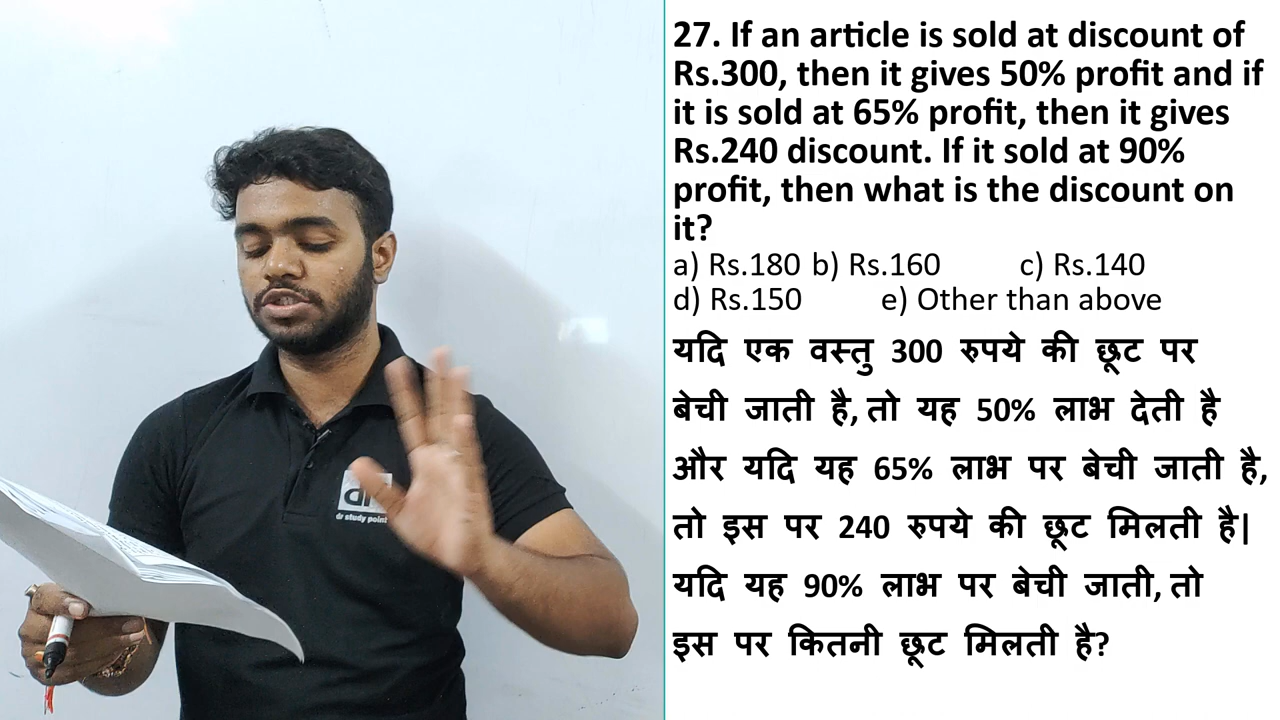 27. If an article is sold at discount of
Rs.300, then it gives 50% profit and if
it is sold at 65% profit, then it gives
Rs.240 discount. If it sold at 90%
profit, then what is the discount on
it?
a) Rs.180 b) Rs.160 c) Rs.140
d) Rs.150 e) Other than above
यदि एक वस्तु 300 रुपये की छूट पर
बेची जाती है, तो यह 50% लाभ देती है
और यदि यह 65% लाभ पर बेची जाती है,
तो इस पर 240 रुपये की छूट मिलती है|
यदि यह 90% लाभ पर बेची जाती, तो
इस पर कितनी छूट मिलती है?
dr study point